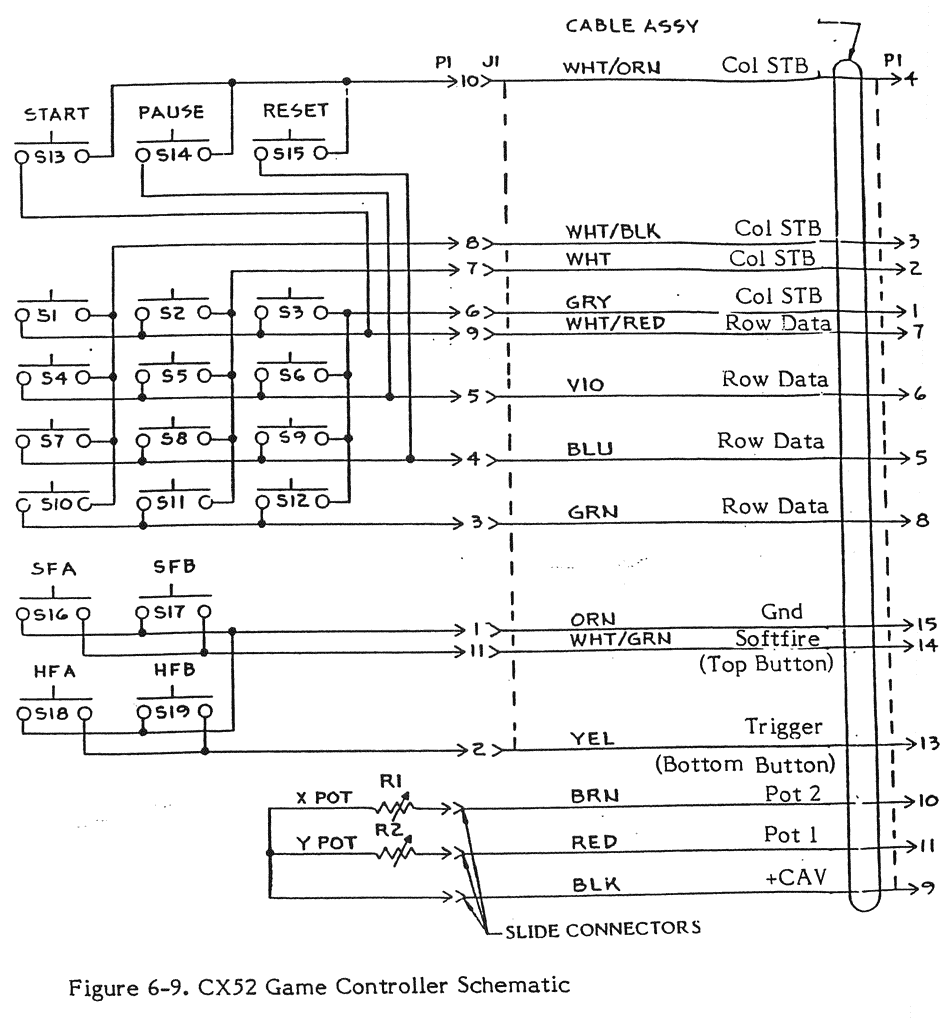 CABLE ASSY
P1 J1 P1
10 WHT/ORN Col STB 4
START PAUSE RESET
S13 S14 S15
8 WHT/BLK Col STB 3
7 WHT Col STB 2
S1 S2 S3 6 GRY Col STB 1
9 WHT/RED Row Data 7
S4 S5 S6
5 VIO Row Data 6
S7 S8 S9
4 BLU Row Data 5
S10 S11 S12
3 GRN Row Data 8
SFA SFB
S16 S17
1 ORN Gnd 15
11 WHT/GRN Softfire 14
(Top Button)
HFA HFB
S18 S19
2 YEL Trigger 13
(Bottom Button)
R1
X POT BRN Pot 2 10
R2
Y POT RED Pot 1 11
BLK +CAV 9
SLIDE CONNECTORS
Figure 6-9. CX52 Game Controller Schematic